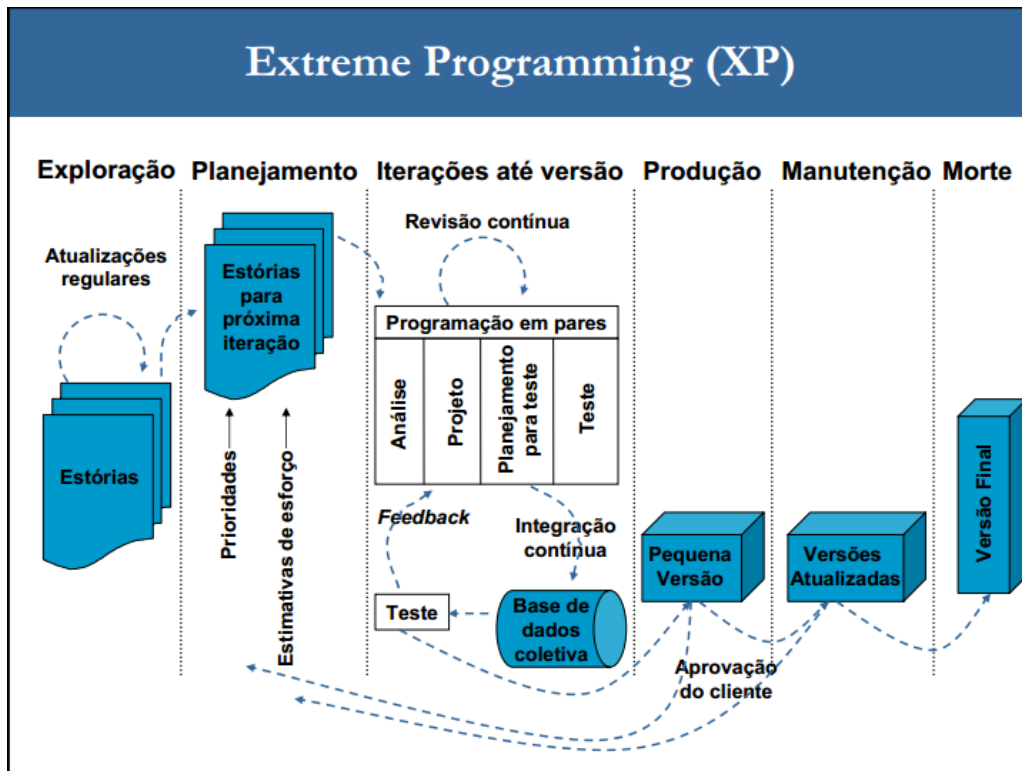 Extreme Programming (XP)
Exploração
Planejamento
Iterações até versão
Produção
Manutenção
Morte
Atualizações
regulares
Estórias
Estórias
para
próxima
iteração
Prioridades
Estimativas de esforço
Revisão contínua
Programação em pares
Análise
Projeto
Planejamento
para teste
Teste
Feedback
Integração
contínua
Teste
Base de
dados
coletiva
Pequena
Versão
Versões
Atualizadas
Versão Final
Aprovação
do cliente